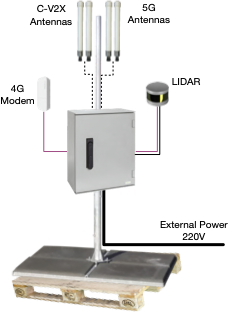 C-V2X
Antennas
5G
Antennas
4G
Modem
LIDAR
External Power
220V